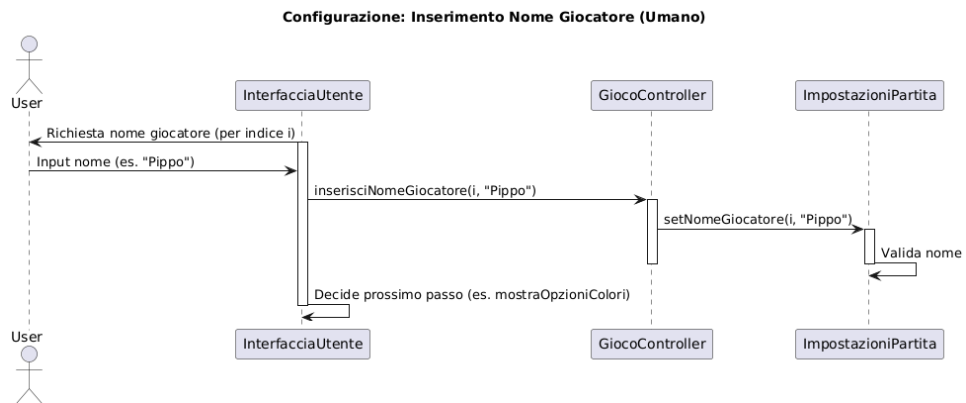 Configurazione: Inserimento Nome Giocatore (Umano)
User
InterfacciaUtente
GiocoController
ImpostazioniPartita
Richiesta nome giocatore (per indice i)
Input nome (es. "Pippo")
inserisciNomeGiocatore(i, "Pippo")
setNomeGiocatore(i, "Pippo")
Valida nome
Decide prossimo passo (es. mostraOpzioniColori)
User
InterfacciaUtente
GiocoController
ImpostazioniPartita